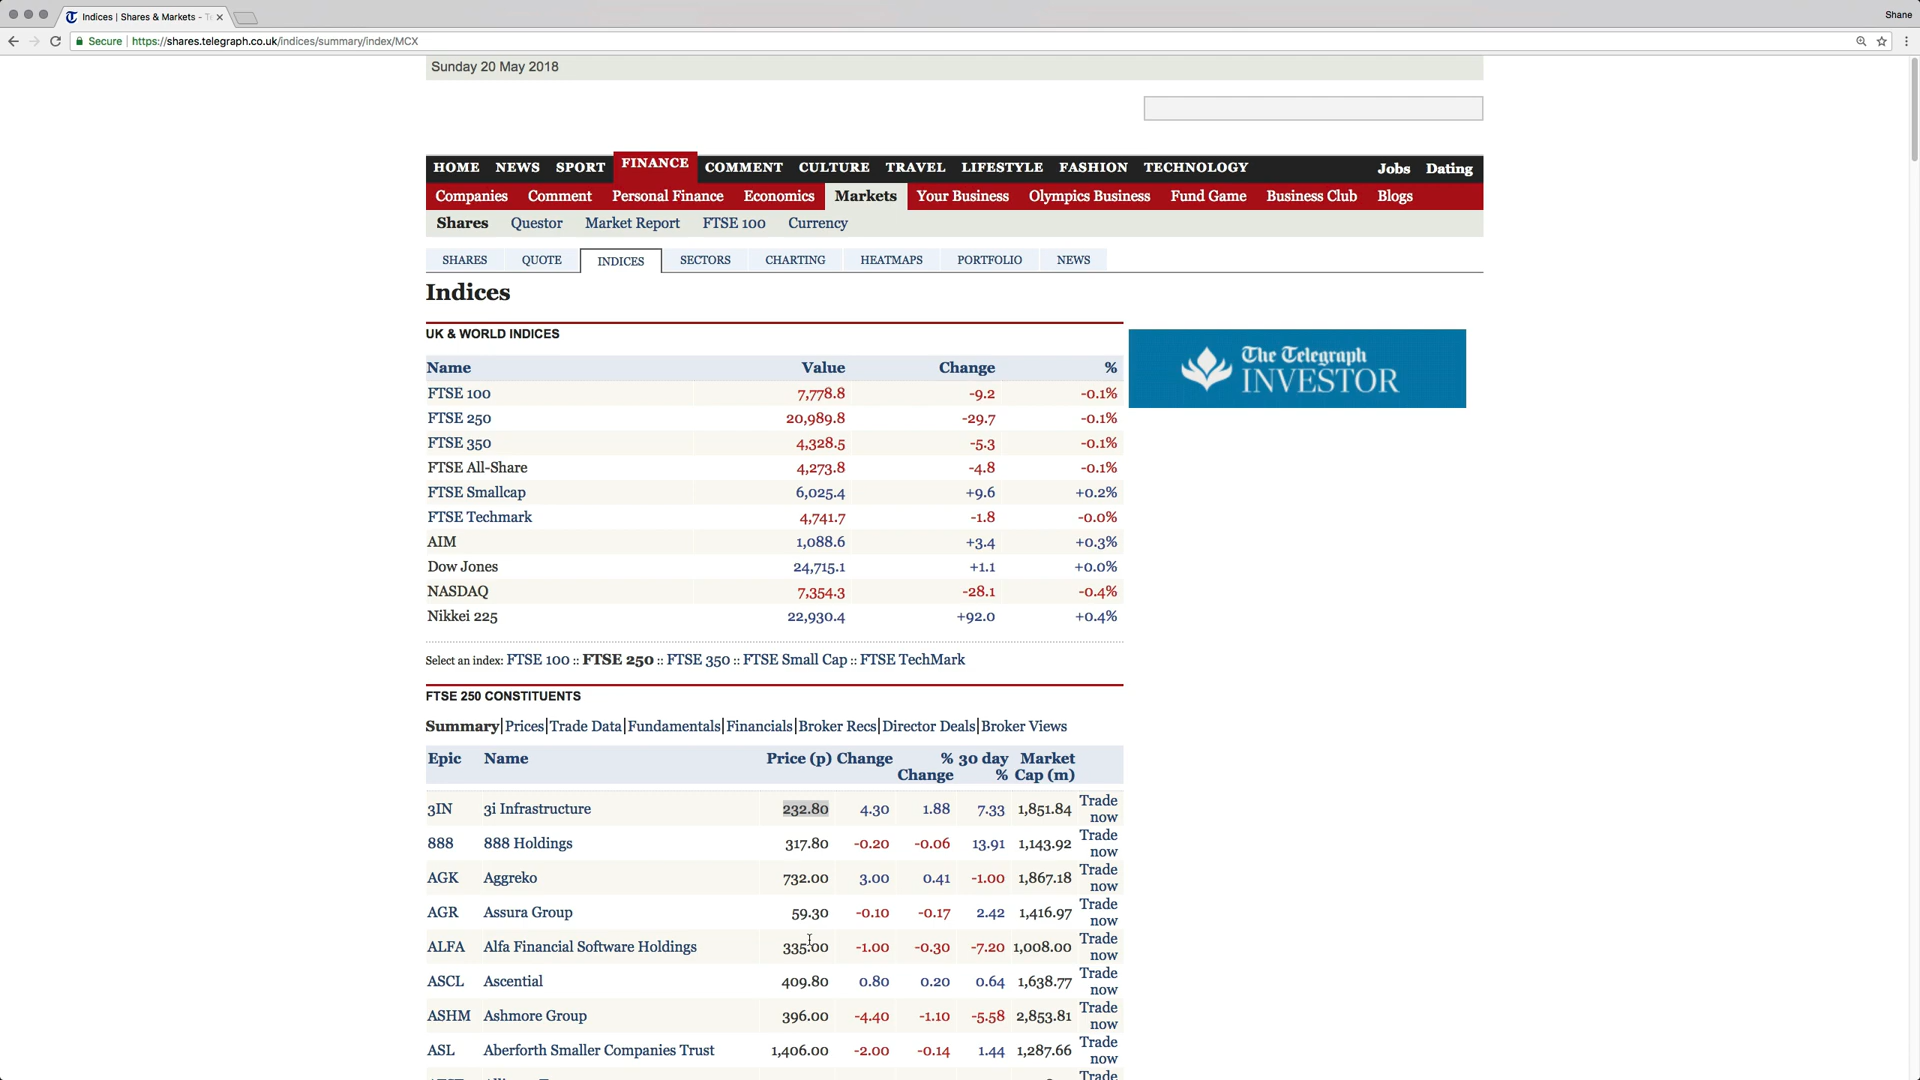 Indices | Shares & Markets - T
Shane
Secure | https://shares.telegraph.co.uk/indices/summary/index/MCX
Sunday 20 May 2018
HOME NEWS SPORT FINANCE COMMENT CULTURE TRAVEL LIFESTYLE FASHION TECHNOLOGY Jobs Dating
Companies Comment Personal Finance Economics Markets Your Business Olympics Business Fund Game Business Club Blogs
Shares Questor Market Report FTSE 100 Currency
SHARES QUOTE INDICES SECTORS CHARTING HEATMAPS PORTFOLIO NEWS
Indices
UK & WORLD INDICES
The Telegraph
INVESTOR
Name Value Change %
FTSE 100 7,778.8 -9.2 -0.1%
FTSE 250 20,989.8 -29.7 -0.1%
FTSE 350 4,328.5 -5.3 -0.1%
FTSE All-Share 4,273.8 -4.8 -0.1%
FTSE Smallcap 6,025.4 +9.6 +0.2%
FTSE Techmark 4,741.7 -1.8 -0.0%
AIM 1,088.6 +3.4 +0.3%
Dow Jones 24,715.1 +1.1 +0.0%
NASDAQ 7,354.3 -28.1 -0.4%
Nikkei 225 22,930.4 +92.0 +0.4%
Select an index: FTSE 100 :: FTSE 250 :: FTSE 350 :: FTSE Small Cap :: FTSE TechMark
FTSE 250 CONSTITUENTS
Summary|Prices|Trade Data|Fundamentals|Financials|Broker Recs|Director Deals|Broker Views
Epic Name Price (p) Change % Change 30 day % Market Cap (m)
3IN 3i Infrastructure 232.80 4.30 1.88 7.33 1,851.84 Trade now
888 888 Holdings 317.80 -0.20 -0.06 13.91 1,143.92 Trade now
AGK Aggreko 732.00 3.00 0.41 -1.00 1,867.18 Trade now
AGR Assura Group 59.30 -0.10 -0.17 2.42 1,416.97 Trade now
ALFA Alfa Financial Software Holdings 335.00 -1.00 -0.30 -7.20 1,008.00 Trade now
ASCL Ascential 409.80 0.80 0.20 0.64 1,638.77 Trade now
ASHM Ashmore Group 396.00 -4.40 -1.10 -5.58 2,853.81 Trade now
ASL Aberforth Smaller Companies Trust 1,406.00 -2.00 -0.14 1.44 1,287.66 Trade now
Trade